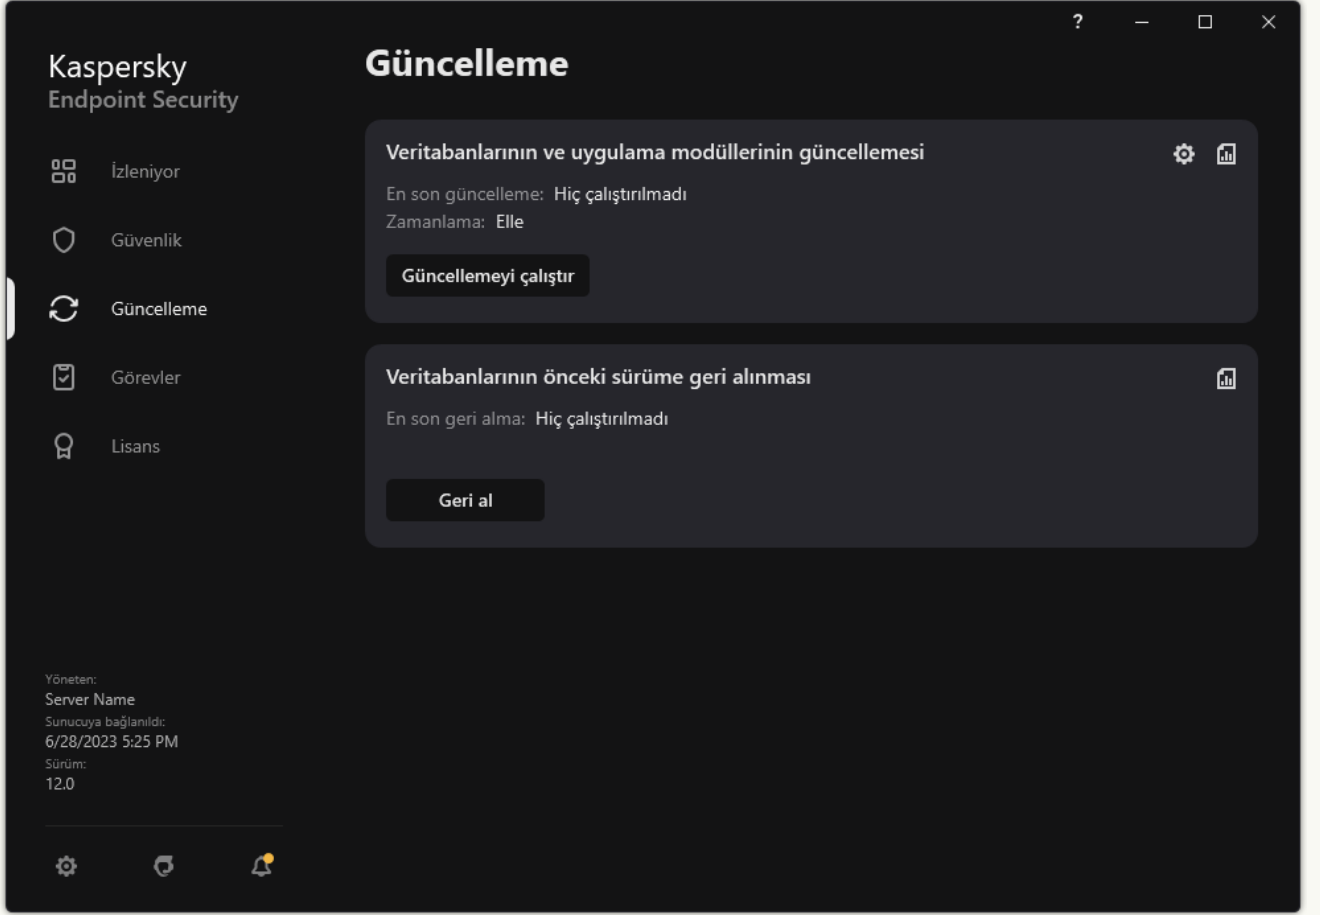 ?
Kaspersky
Endpoint Security
İzleniyor
Güvenlik
Güncelleme
Görevler
Lisans
Yöneten:
Server Name
Sunucuya bağlanıldı:
6/28/2023 5:25 PM
Sürüm:
12.0
Güncelleme
Veritabanlarının ve uygulama modüllerinin güncellemesi
En son güncelleme: Hiç çalıştırılmadı
Zamanlama: Elle
Güncellemeyi çalıştır
Veritabanlarının önceki sürüme geri alınması
En son geri alma: Hiç çalıştırılmadı
Geri al